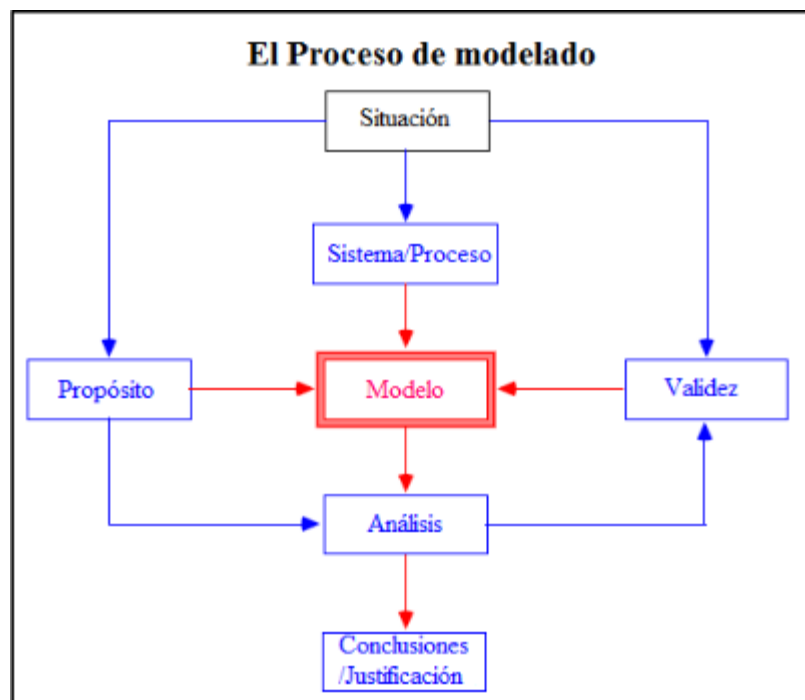 El Proceso de modelado
Situación
Sistema/Proceso
Propósito
Modelo
Validez
Análisis
Conclusiones
/Justificación